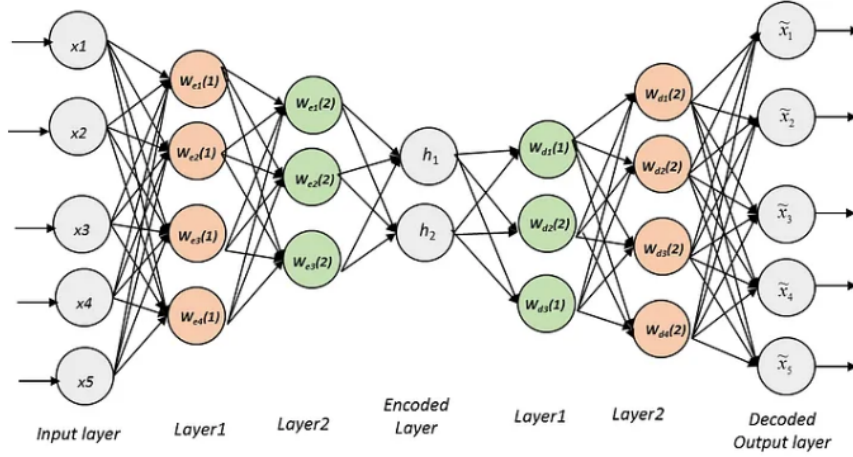 x1
x2
x3
x4
x5
We1(1)
We2(1)
We3(1)
We4(1)
We1(2)
We2(2)
We3(2)
h1
h2
Wd1(1)
Wd2(2)
Wd3(1)
Wd1(2)
Wd2(2)
Wd3(2)
Wd4(2)
x̃1
x̃2
x̃3
x̃4
x̃5
Input layer
Layer1
Layer2
Encoded
Layer
Layer1
Layer2
Decoded
Output layer